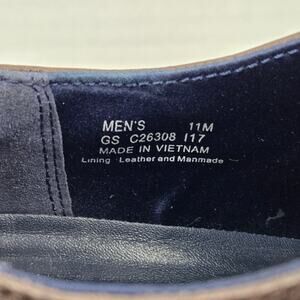 MEN'S 11M
GS C26308 I17
MADE IN VIETNAM
Lining Leather and Manmade